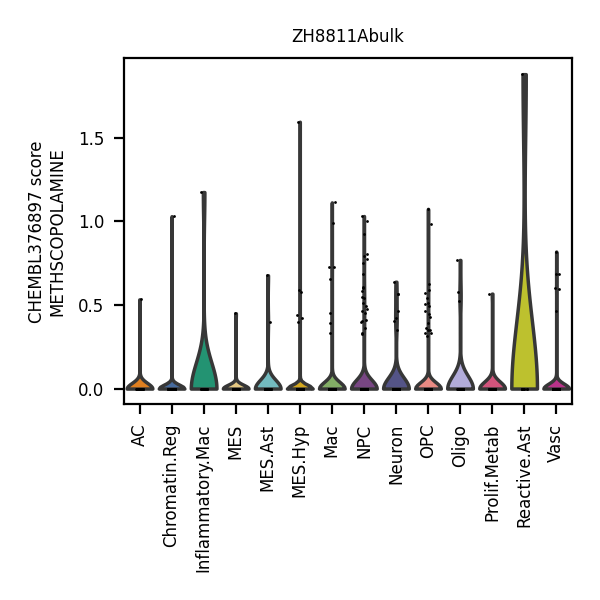 ZH8811Abulk
CHEMBL376897 score
METHSCOPOLAMINE
1.5
1.0
0.5
0.0
AC
Chromatin.Reg
Inflammatory.Mac
MES
MES.Ast
MES.Hyp
Mac
NPC
Neuron
OPC
Oligo
Prolif.Metab
Reactive.Ast
Vasc